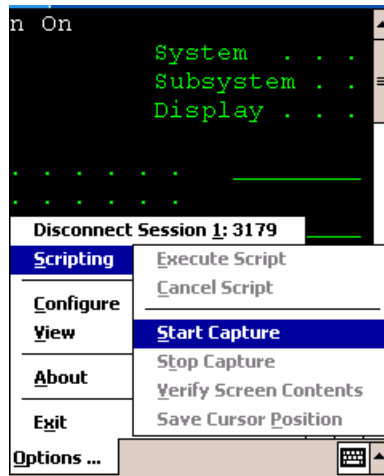 n On
System . . .
Subsystem . .
Display . . .
. . . . . .
. . . . . .
Disconnect Session 1: 3179
Scripting
Configure
View
About
Exit
Execute Script
Cancel Script
Start Capture
Stop Capture
Verify Screen Contents
Save Cursor Position
Options ...